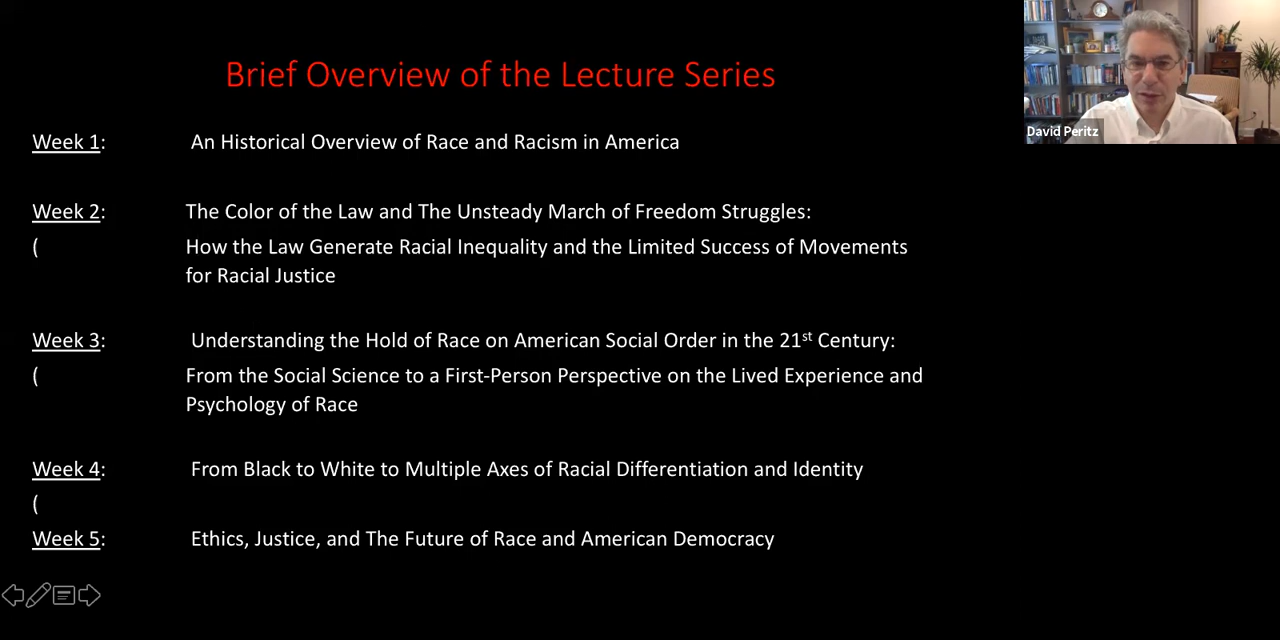 Brief Overview of the Lecture Series
David Peritz
Week 1: An Historical Overview of Race and Racism in America
Week 2: The Color of the Law and The Unsteady March of Freedom Struggles:
( How the Law Generate Racial Inequality and the Limited Success of Movements
for Racial Justice
Week 3: Understanding the Hold of Race on American Social Order in the 21st Century:
( From the Social Science to a First-Person Perspective on the Lived Experience and
Psychology of Race
Week 4: From Black to White to Multiple Axes of Racial Differentiation and Identity
(
Week 5: Ethics, Justice, and The Future of Race and American Democracy